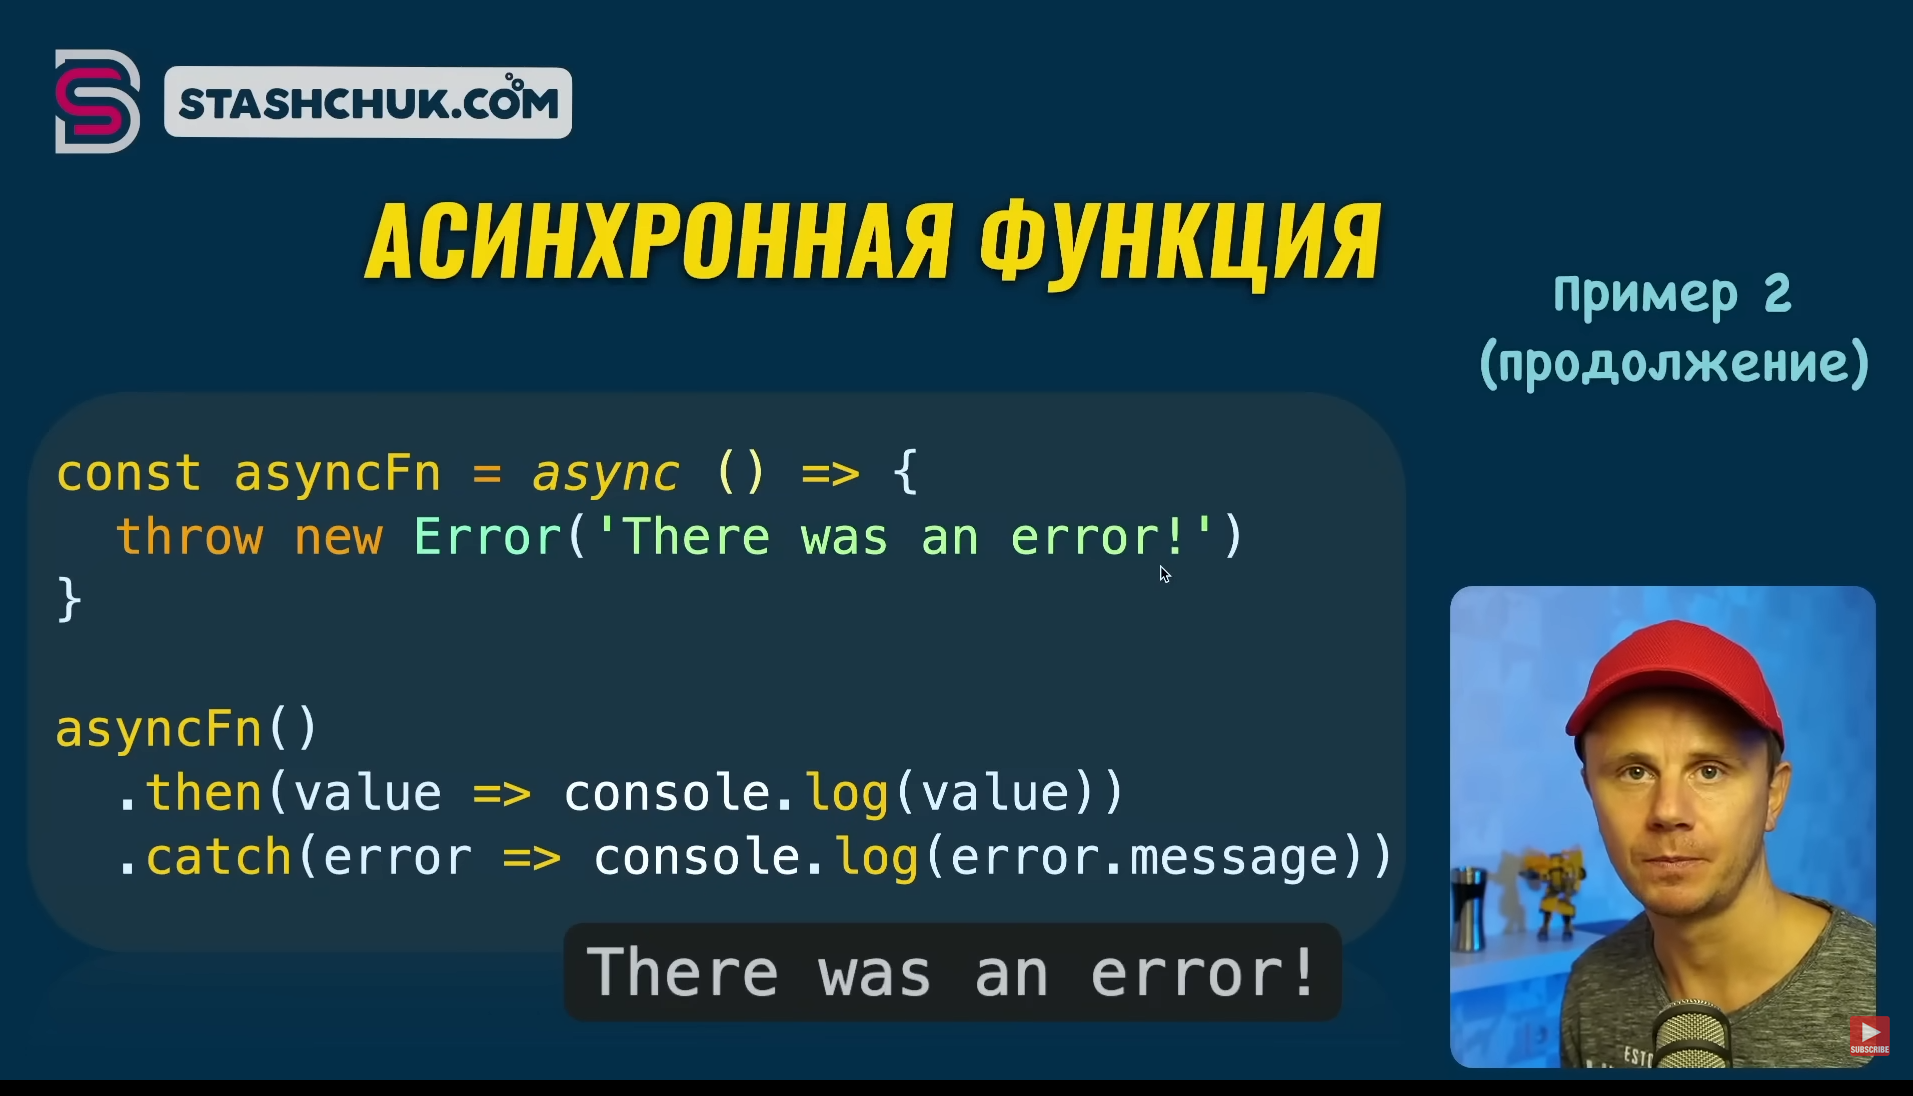 STASHCHUK.COM
АСИНХРОННАЯ ФУНКЦИЯ
Пример 2
(продолжение)
const asyncFn = async () => {
  throw new Error('There was an error!')
}
asyncFn()
  .then(value => console.log(value))
  .catch(error => console.log(error.message))
There was an error!
SUBSCRIBE